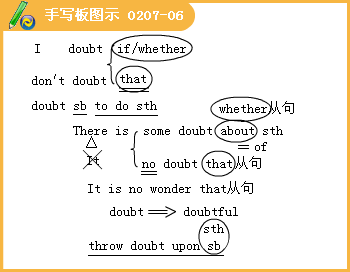 手写板图示 0207-06
I doubt if/whether
don't doubt that
doubt sb to do sth
whether从句
There is some doubt about sth
= of
It no doubt that从句
It is no wonder that从句
doubt ⇒ doubtful
sth
throw doubt upon sb